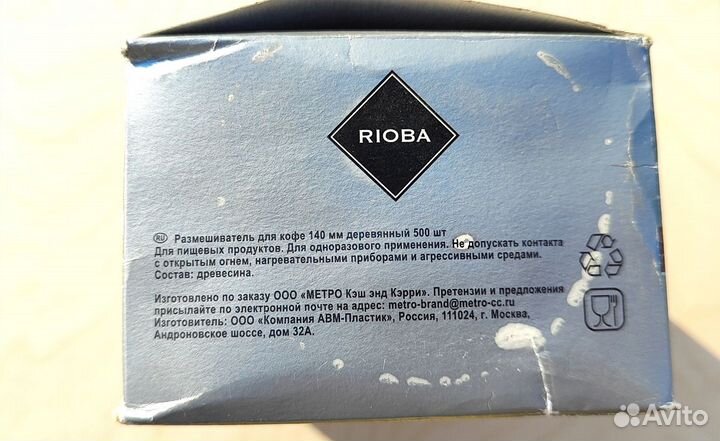 RIOBA
RU Размешиватель для кофе 140 мм деревянный 500 шт
Для пищевых продуктов. Для одноразового применения. Не допускать контакта
с открытым огнем, нагревательными приборами и агрессивными средами.
Состав: древесина.
Изготовлено по заказу ООО «МЕТРО Кэш энд Кэрри». Претензии и предложения
присылайте по электронной почте на адрес: metro-brand@metro-cc.ru
Изготовитель: ООО «Компания АВМ-Пластик», Россия, 111024, г. Москва,
Андроновское шоссе, дом 32А.
Avito